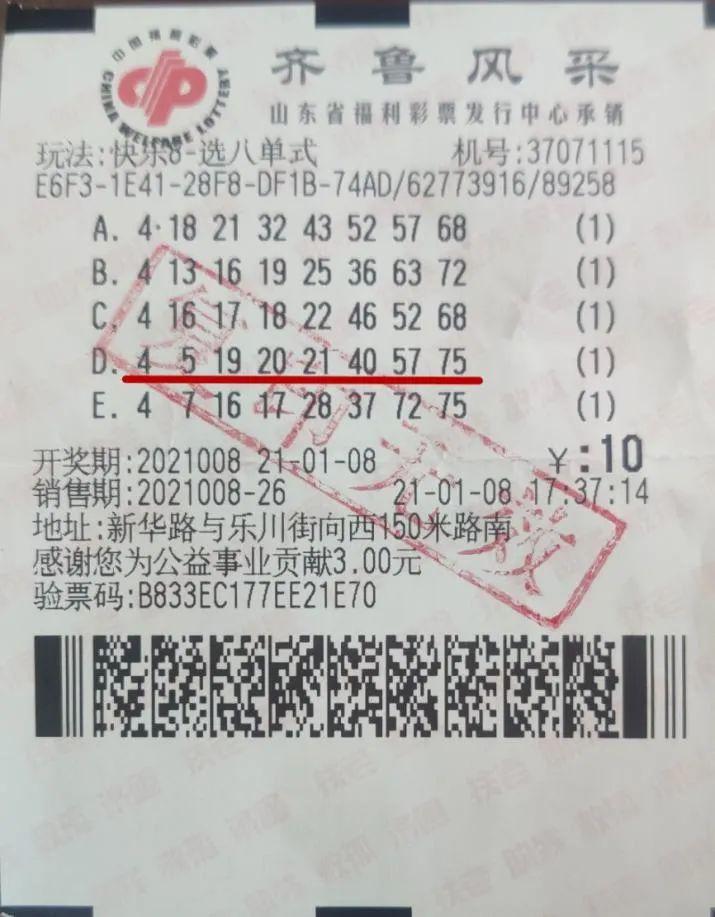 中国福利彩票
CHINA WELFARE LOTTERY
齐鲁风采
山东省福利彩票发行中心承销
玩法:快乐8-选八单式 机号:37071115
E6F3-1E41-28F8-DF1B-74AD/62773916/89258
A. 4·18 21 32 43 52 57 68 (1)
B. 4 13 16 19 25 36 63 72 (1)
C. 4 16 17 18 22 46 52 68 (1)
D. 4 5 19 20 21 40 57 75 (1)
E. 4 7 16 17 28 37 72 75 (1)
开奖期:2021008 21-01-08 ¥:10
销售期:2021008-26 21-01-08 17:37:14
地址:新华路与乐川街向西150米路南
感谢您为公益事业贡献3.00元
验票码:B833EC177EE21E70
复印无效